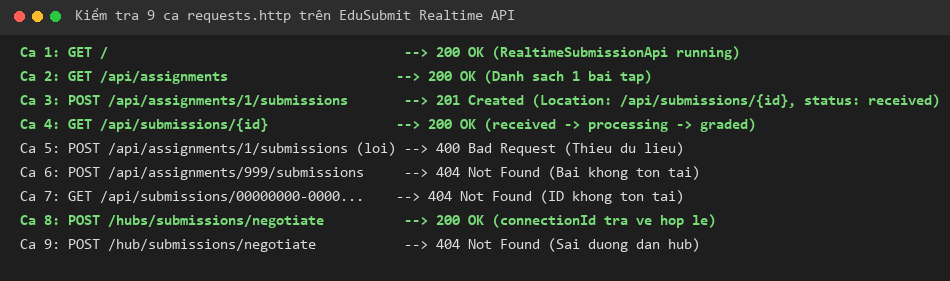 Kiểm tra 9 ca requests.http trên EduSubmit Realtime API
Ca 1: GET / --> 200 OK (RealtimeSubmissionApi running)
Ca 2: GET /api/assignments --> 200 OK (Danh sach 1 bai tap)
Ca 3: POST /api/assignments/1/submissions --> 201 Created (Location: /api/submissions/{id}, status: received)
Ca 4: GET /api/submissions/{id} --> 200 OK (received -> processing -> graded)
Ca 5: POST /api/assignments/1/submissions (loi) --> 400 Bad Request (Thieu du lieu)
Ca 6: POST /api/assignments/999/submissions --> 404 Not Found (Bai khong ton tai)
Ca 7: GET /api/submissions/00000000-0000... --> 404 Not Found (ID khong ton tai)
Ca 8: POST /hubs/submissions/negotiate --> 200 OK (connectionId tra ve hop le)
Ca 9: POST /hub/submissions/negotiate --> 404 Not Found (Sai duong dan hub)